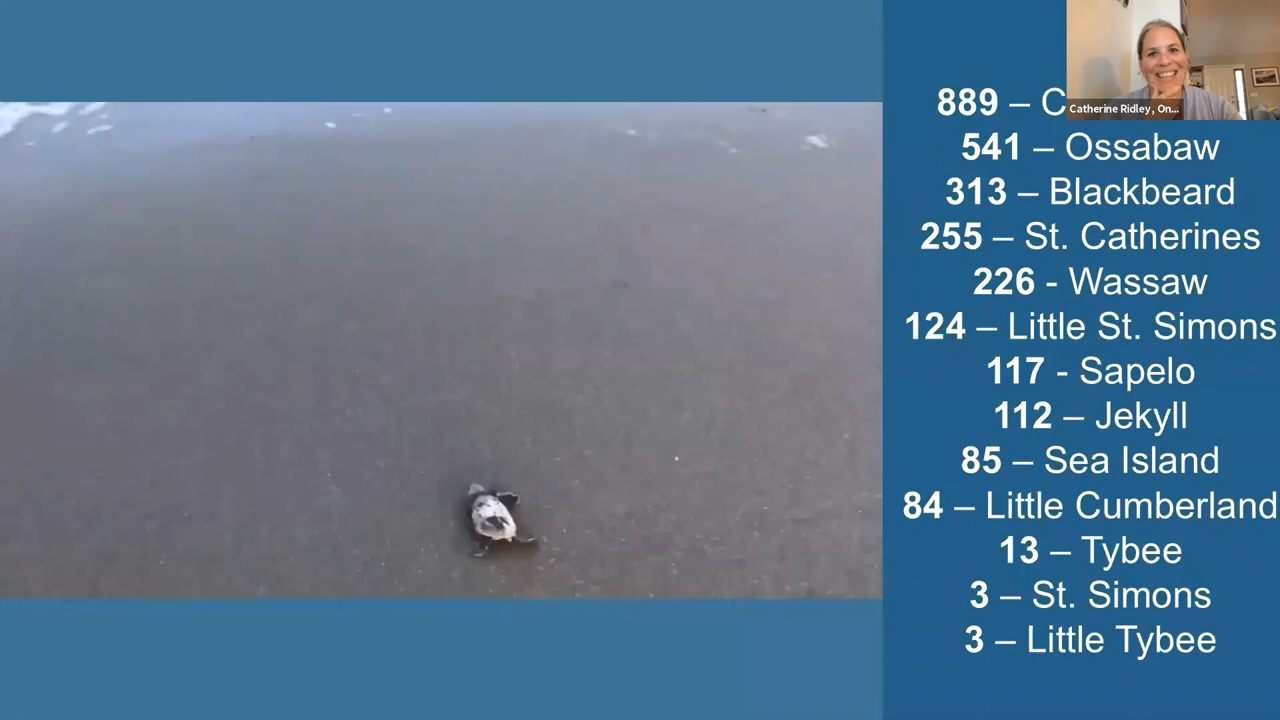 889 – C
Catherine Ridley, On...
541 – Ossabaw
313 – Blackbeard
255 – St. Catherines
226 - Wassaw
124 – Little St. Simons
117 - Sapelo
112 – Jekyll
85 – Sea Island
84 – Little Cumberland
13 – Tybee
3 – St. Simons
3 – Little Tybee